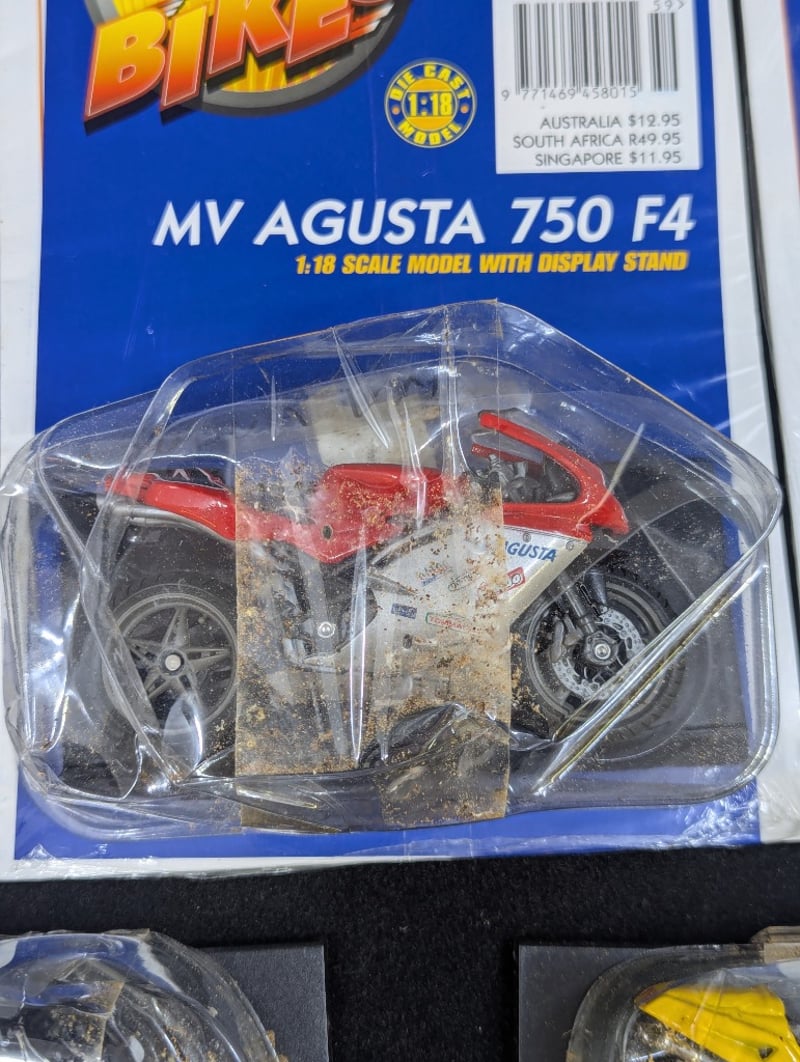 BIKE
DIE CAST
1:18
MODEL
59>
9 771469 458015
AUSTRALIA $12.95
SOUTH AFRICA R49.95
SINGAPORE $11.95
MV AGUSTA 750 F4
1:18 SCALE MODEL WITH DISPLAY STAND
AGUSTA